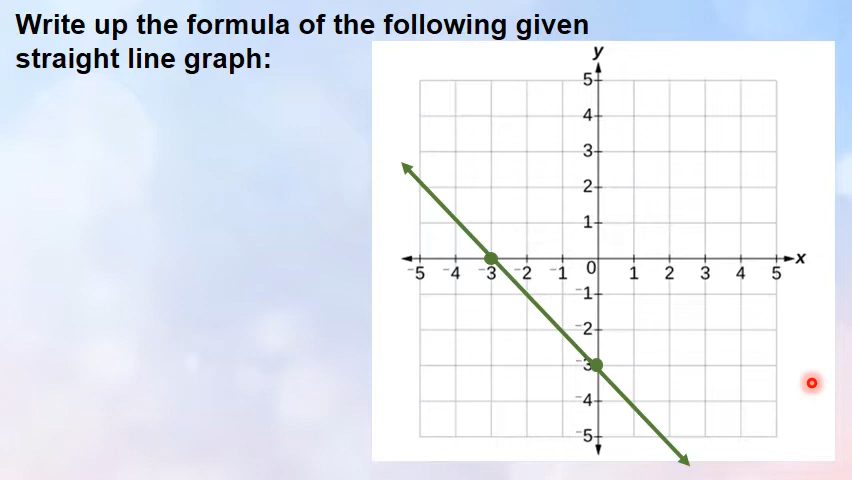 Write up the formula of the following given
straight line graph:
y
5
4
3
2
1
-5 -4 -3 -2 -1 0 1 2 3 4 5 x
-1
-2
-3
-4
-5